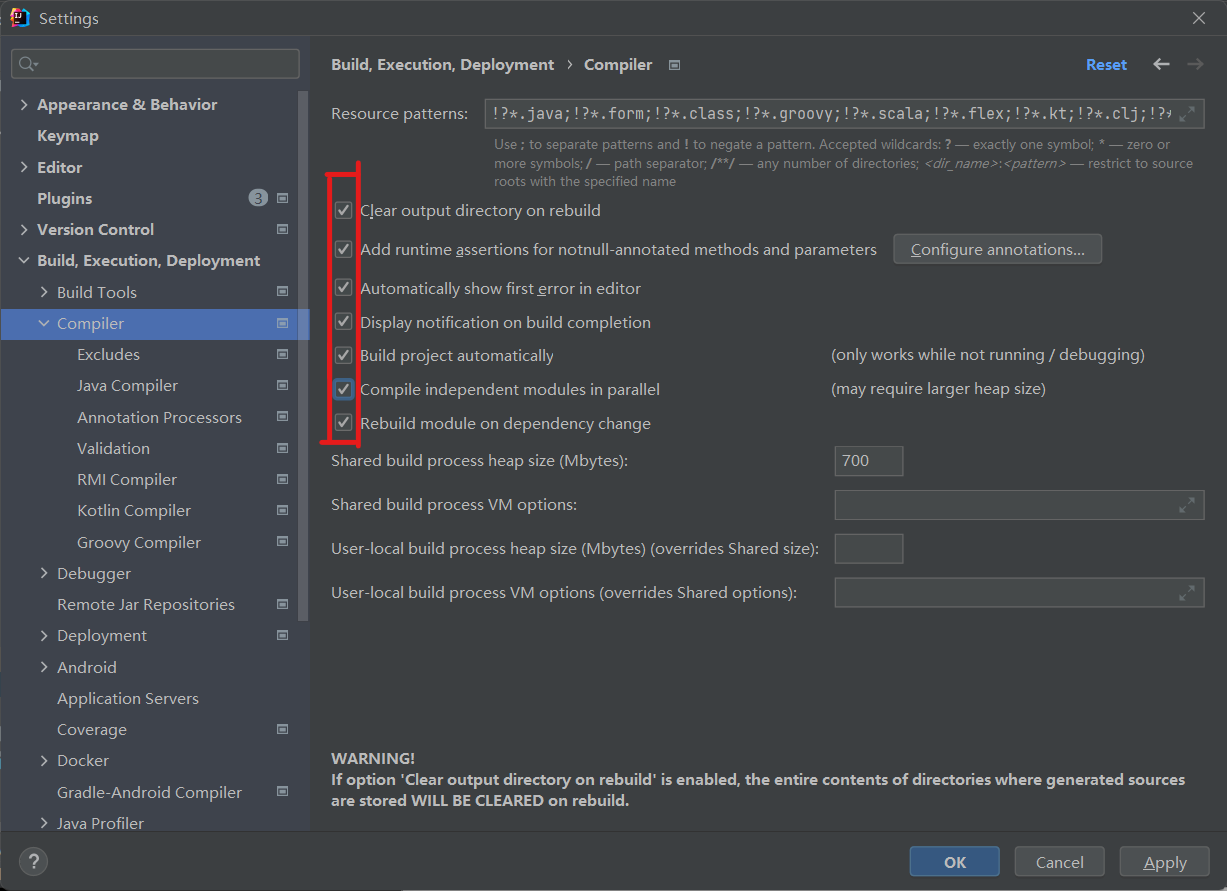 Settings
Appearance & Behavior
Keymap
Editor
Plugins 3
Version Control
Build, Execution, Deployment
Build Tools
Compiler
Excludes
Java Compiler
Annotation Processors
Validation
RMI Compiler
Kotlin Compiler
Groovy Compiler
Debugger
Remote Jar Repositories
Deployment
Android
Application Servers
Coverage
Docker
Gradle-Android Compiler
Java Profiler
Build, Execution, Deployment › Compiler
Reset
Resource patterns: !?*.java;!?*.form;!?*.class;!?*.groovy;!?*.scala;!?*.flex;!?*.kt;!?*.clj;!?*
Use ; to separate patterns and ! to negate a pattern. Accepted wildcards: ? — exactly one symbol; * — zero or
more symbols; / — path separator; /**/ — any number of directories; <dir_name>:<pattern> — restrict to source
roots with the specified name
Clear output directory on rebuild
Add runtime assertions for notnull-annotated methods and parameters Configure annotations...
Automatically show first error in editor
Display notification on build completion
Build project automatically (only works while not running / debugging)
Compile independent modules in parallel (may require larger heap size)
Rebuild module on dependency change
Shared build process heap size (Mbytes): 700
Shared build process VM options:
User-local build process heap size (Mbytes) (overrides Shared size):
User-local build process VM options (overrides Shared options):
WARNING!
If option 'Clear output directory on rebuild' is enabled, the entire contents of directories where generated sources
are stored WILL BE CLEARED on rebuild.
? OK Cancel Apply